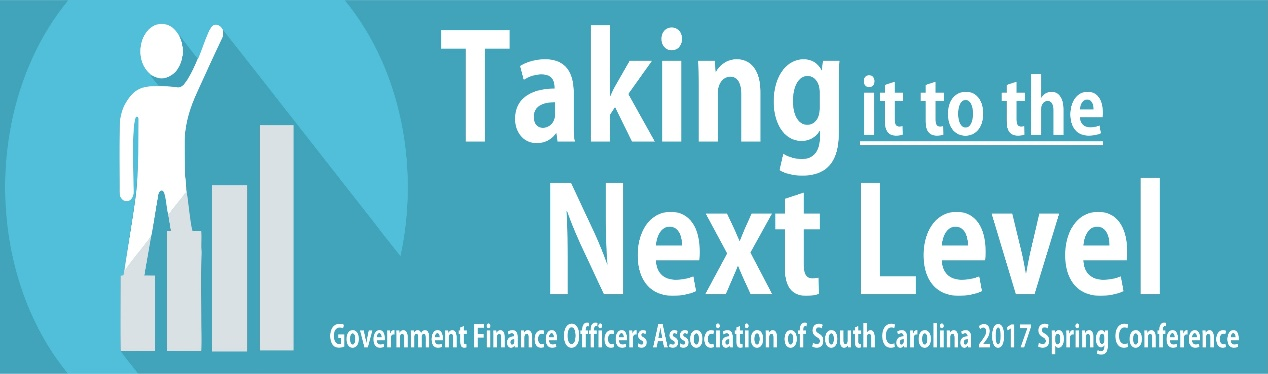 Taking it to the
Next Level
Government Finance Officers Association of South Carolina 2017 Spring Conference